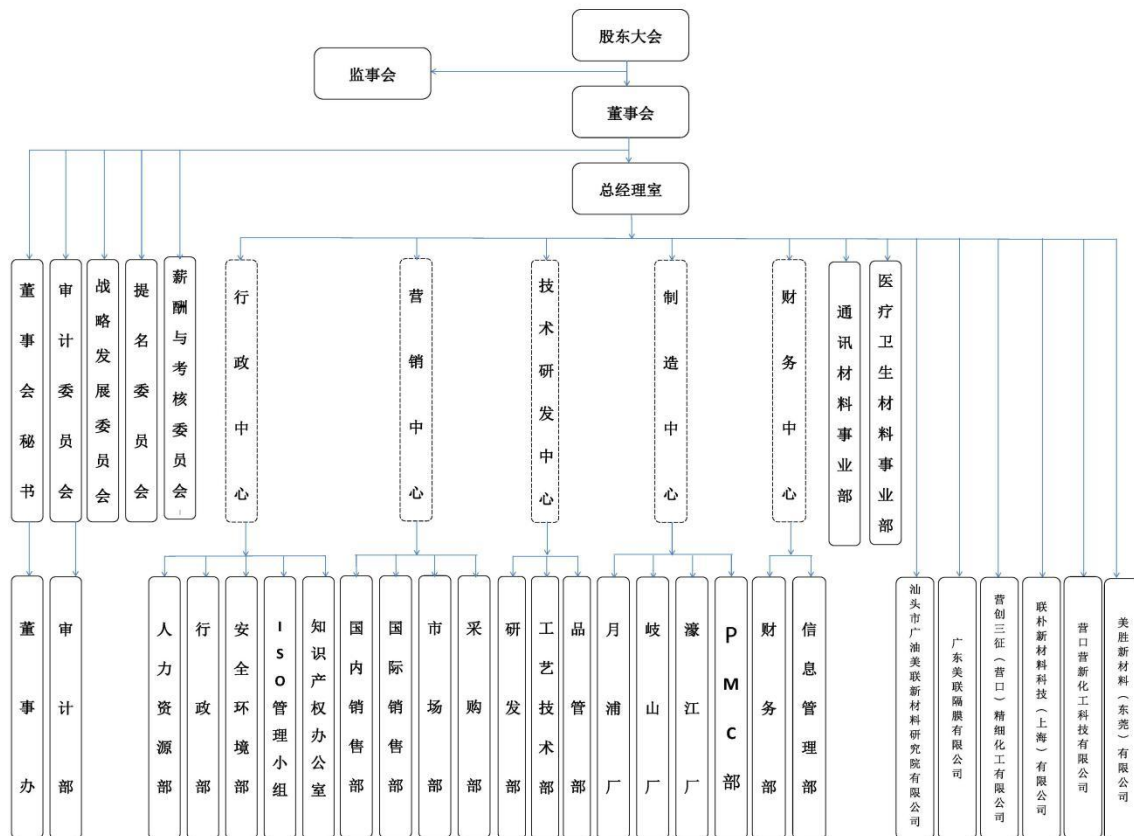 股东大会
监事会
董事会
总经理室
董事会秘书
审计委员会
战略发展委员会
提名委员会
薪酬与考核委员会
行政中心
营销中心
技术研发中心
制造中心
财务中心
通讯材料事业部
医疗卫生材料事业部
董事办
审计部
人力资源部
行政部
安全环境部
ISO管理小组
知识产权办公室
国内销售部
国际销售部
市场部
采购部
研发部
工艺技术部
品管部
月浦厂
岐山厂
濠江厂
PMC部
财务部
信息管理部
汕头市广油美联新材料研究院有限公司
广东美联隔膜有限公司
营创三征（营口）精细化工有限公司
联朴新材料科技（上海）有限公司
营口营新化工科技有限公司
美胜新材料（东莞）有限公司